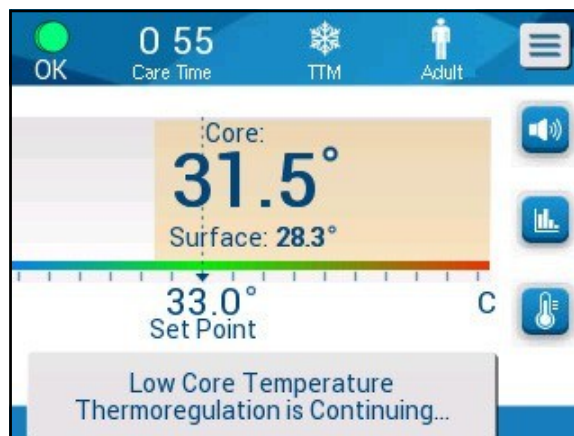 OK
0 55
Care Time
TTM
Adult
Core:
31.5°
Surface: 28.3°
33.0°
C
Set Point
Low Core Temperature
Thermoregulation is Continuing...